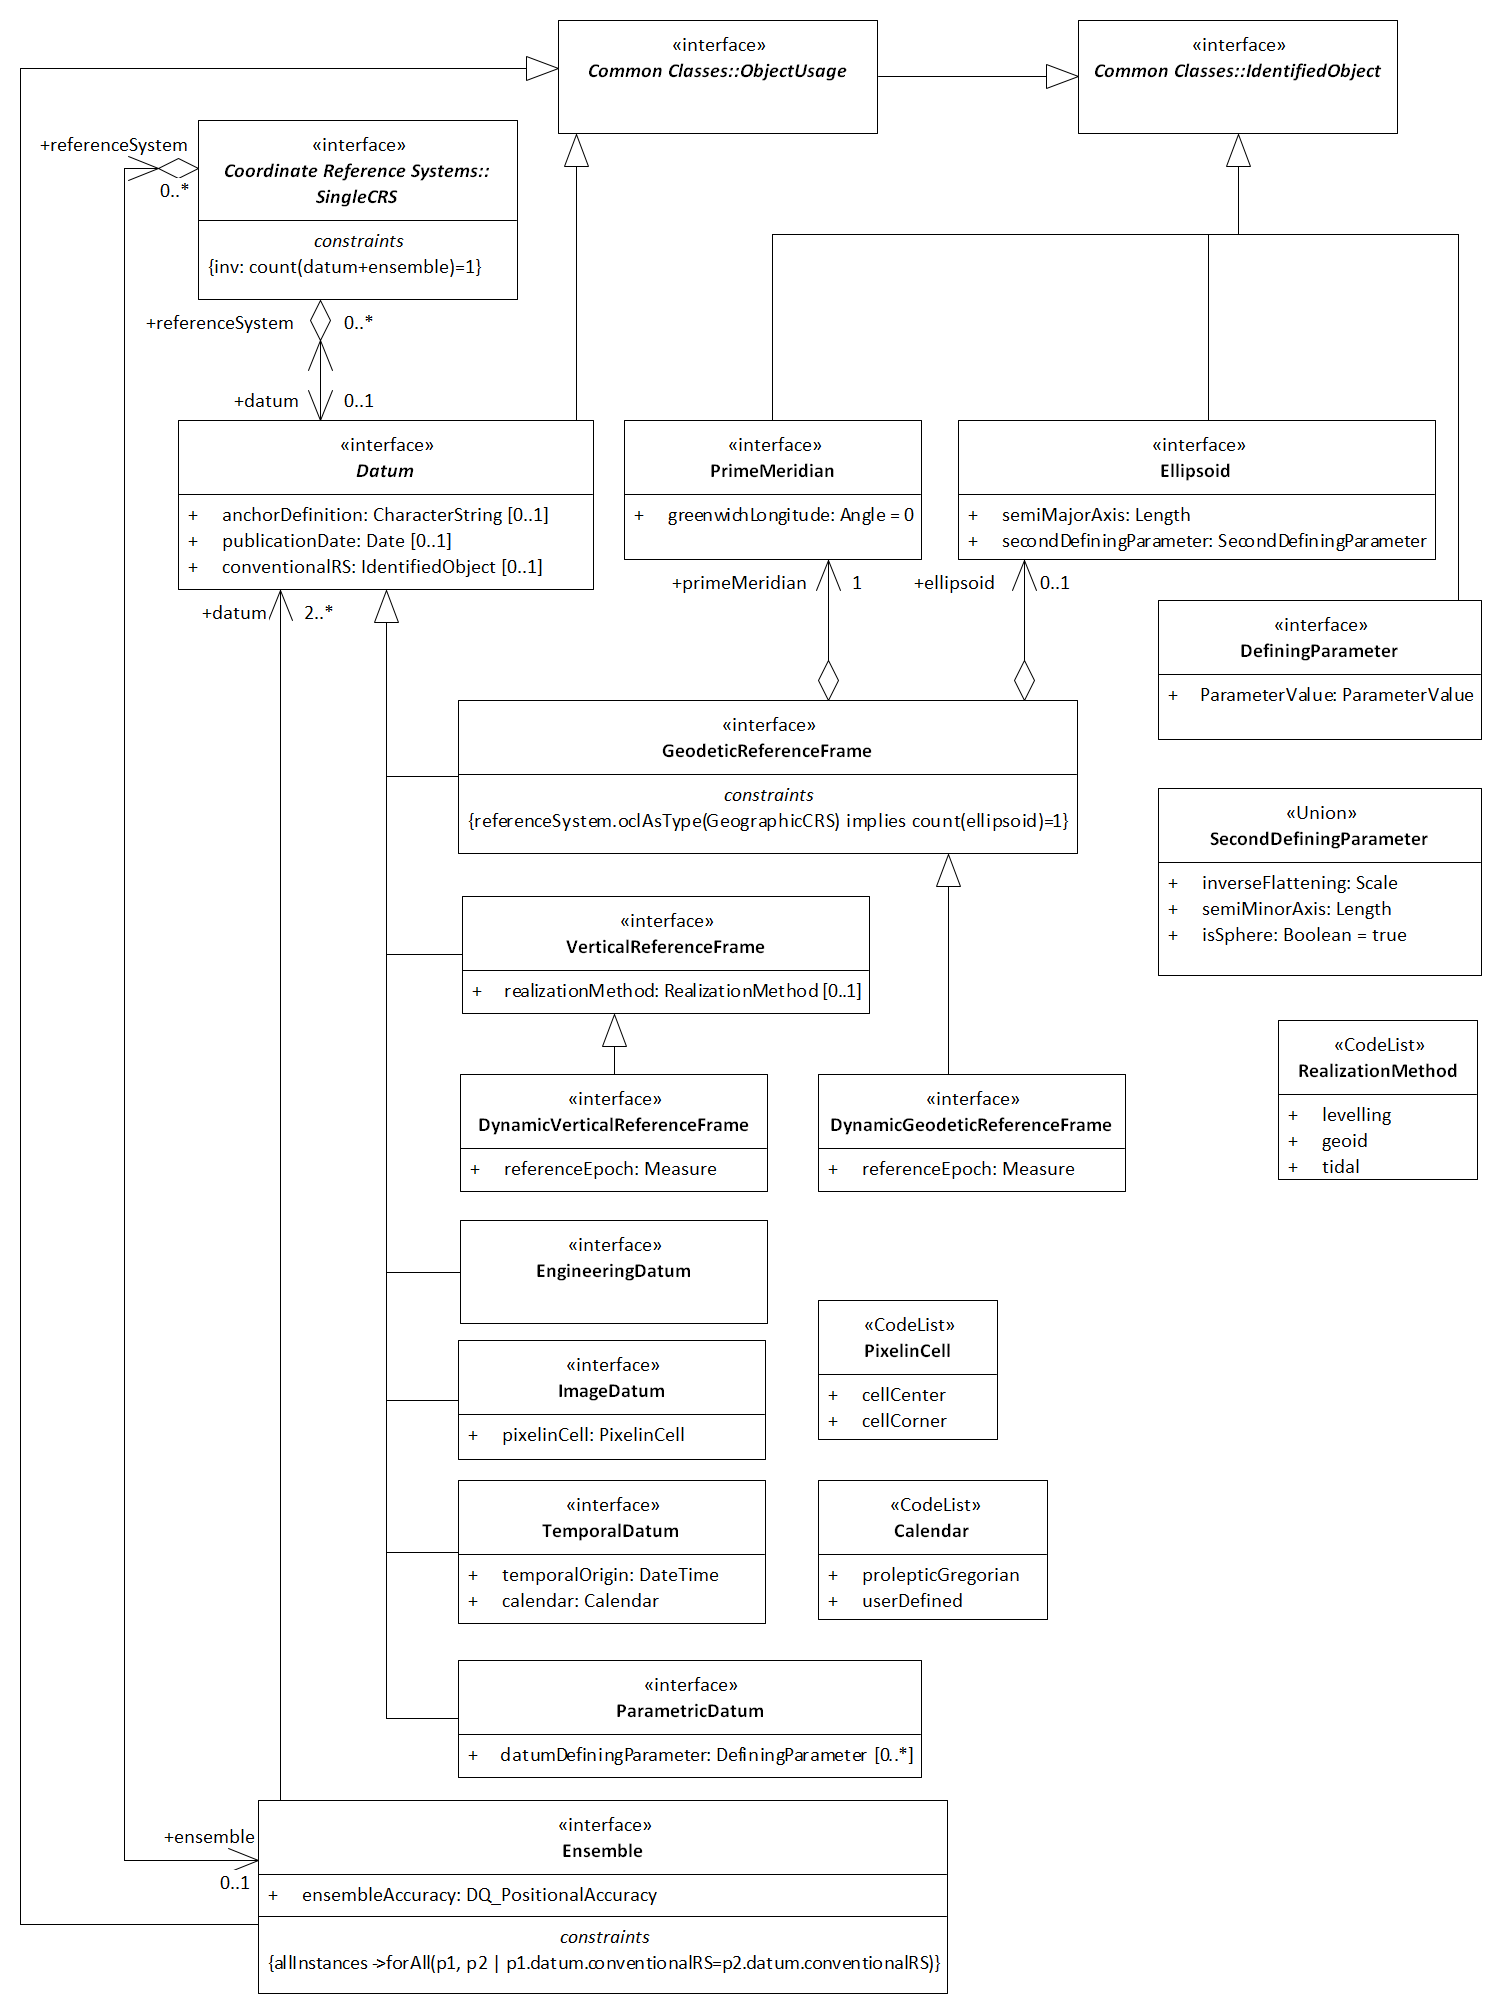 «interface»
Common Classes::ObjectUsage
«interface»
Common Classes::IdentifiedObject
+referenceSystem
0..*
«interface»
Coordinate Reference Systems::
SingleCRS
constraints
{inv: count(datum+ensemble)=1}
+referenceSystem
0..*
+datum
0..1
«interface»
Datum
+ anchorDefinition: CharacterString [0..1]
+ publicationDate: Date [0..1]
+ conventionalRS: IdentifiedObject [0..1]
«interface»
PrimeMeridian
+ greenwichLongitude: Angle = 0
«interface»
Ellipsoid
+ semiMajorAxis: Length
+ secondDefiningParameter: SecondDefiningParameter
+datum
2..*
+primeMeridian
1
+ellipsoid
0..1
«interface»
DefiningParameter
+ ParameterValue: ParameterValue
«interface»
GeodeticReferenceFrame
constraints
{referenceSystem.oclAsType(GeographicCRS) implies count(ellipsoid)=1}
«Union»
SecondDefiningParameter
+ inverseFlattening: Scale
+ semiMinorAxis: Length
+ isSphere: Boolean = true
«interface»
VerticalReferenceFrame
+ realizationMethod: RealizationMethod [0..1]
«CodeList»
RealizationMethod
+ levelling
+ geoid
+ tidal
«interface»
DynamicVerticalReferenceFrame
+ referenceEpoch: Measure
«interface»
DynamicGeodeticReferenceFrame
+ referenceEpoch: Measure
«interface»
EngineeringDatum
«CodeList»
PixelinCell
+ cellCenter
+ cellCorner
«interface»
ImageDatum
+ pixelinCell: PixelinCell
«interface»
TemporalDatum
+ temporalOrigin: DateTime
+ calendar: Calendar
«CodeList»
Calendar
+ prolepticGregorian
+ userDefined
«interface»
ParametricDatum
+ datumDefiningParameter: DefiningParameter [0..*]
+ensemble
0..1
«interface»
Ensemble
+ ensembleAccuracy: DQ_PositionalAccuracy
constraints
{allInstances->forAll(p1, p2 | p1.datum.conventionalRS=p2.datum.conventionalRS)}